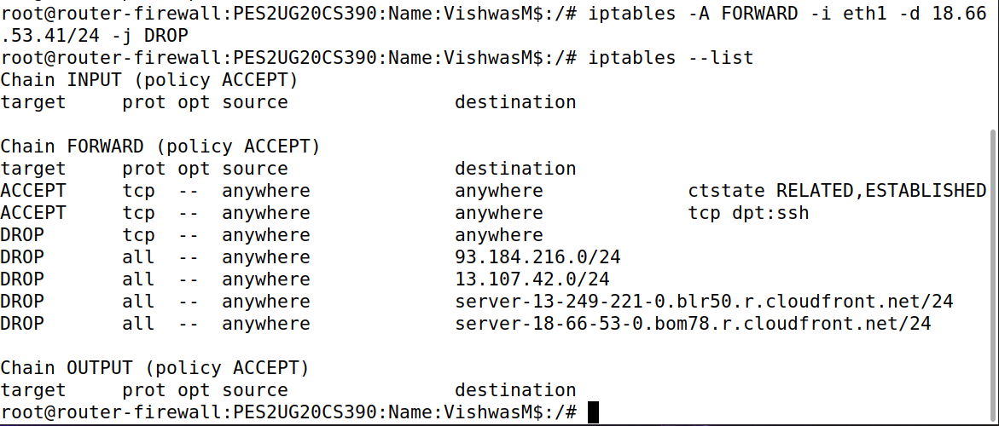 root@router-firewall:PES2UG20CS390:Name:VishwasM$:/# iptables -A FORWARD -i eth1 -d 18.66
.53.41/24 -j DROP
root@router-firewall:PES2UG20CS390:Name:VishwasM$:/# iptables --list
Chain INPUT (policy ACCEPT)
target     prot opt source               destination

Chain FORWARD (policy ACCEPT)
target     prot opt source               destination
ACCEPT     tcp  --  anywhere             anywhere             ctstate RELATED,ESTABLISHED
ACCEPT     tcp  --  anywhere             anywhere             tcp dpt:ssh
DROP       tcp  --  anywhere             anywhere
DROP       all  --  anywhere             93.184.216.0/24
DROP       all  --  anywhere             13.107.42.0/24
DROP       all  --  anywhere             server-13-249-221-0.blr50.r.cloudfront.net/24
DROP       all  --  anywhere             server-18-66-53-0.bom78.r.cloudfront.net/24

Chain OUTPUT (policy ACCEPT)
target     prot opt source               destination
root@router-firewall:PES2UG20CS390:Name:VishwasM$:/#